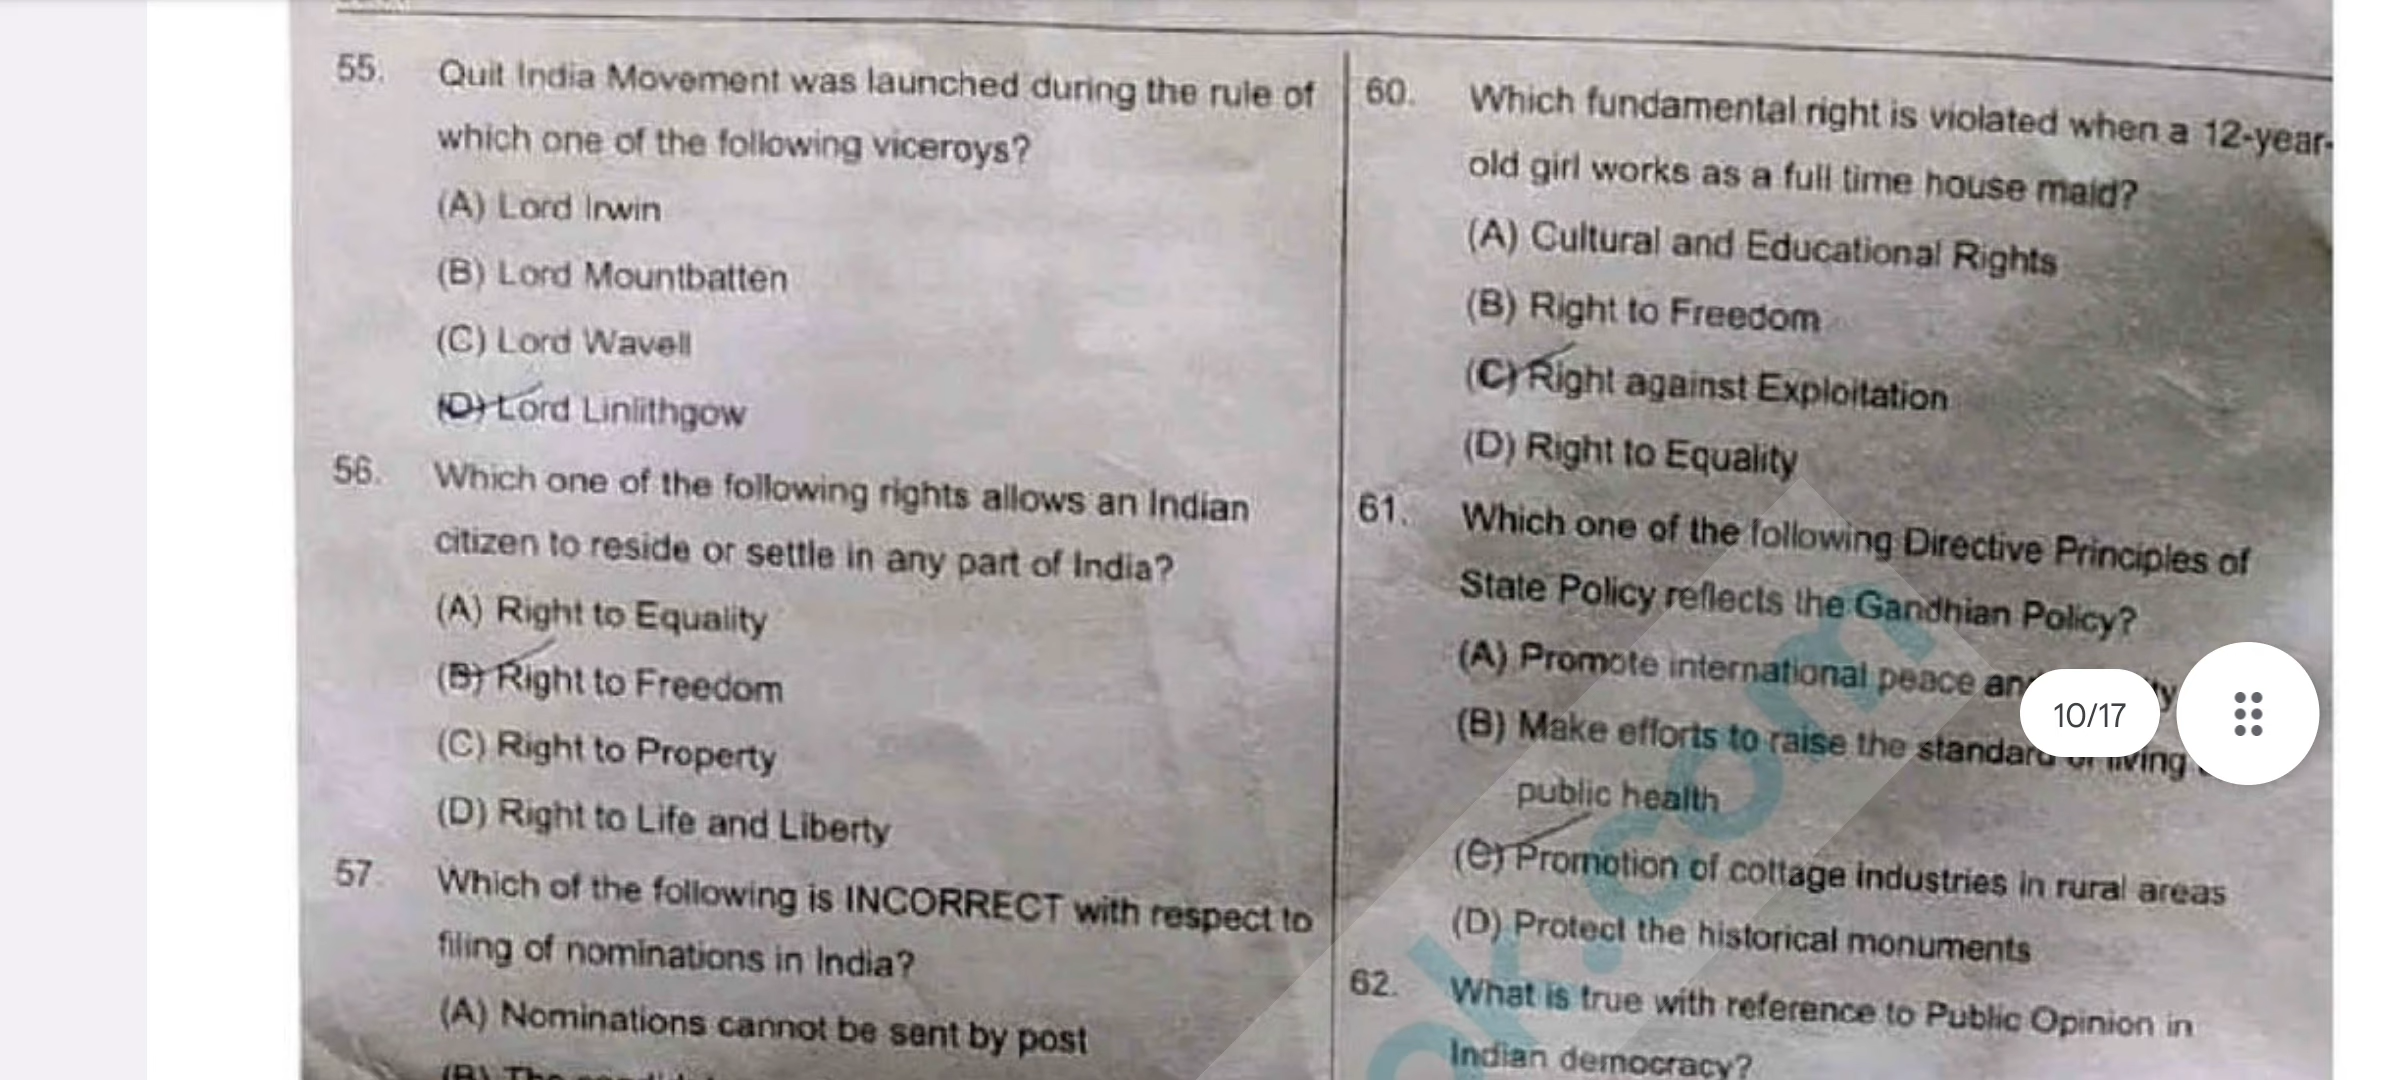 55. Quit India Movement was launched during the rule of
which one of the following viceroys?
(A) Lord Irwin
(B) Lord Mountbatten
(C) Lord Wavell
(D) Lord Linlithgow
56. Which one of the following rights allows an Indian
citizen to reside or settle in any part of India?
(A) Right to Equality
(B) Right to Freedom
(C) Right to Property
(D) Right to Life and Liberty
57. Which of the following is INCORRECT with respect to
filing of nominations in India?
(A) Nominations cannot be sent by post
(B) The
60. Which fundamental right is violated when a 12-year-
old girl works as a full time house maid?
(A) Cultural and Educational Rights
(B) Right to Freedom
(C) Right against Exploitation
(D) Right to Equality
61. Which one of the following Directive Principles of
State Policy reflects the Gandhian Policy?
(A) Promote international peace
(B) Make efforts to raise the standard of living
public health
(C) Promotion of cottage industries in rural areas
(D) Protect the historical monuments
62. What is true with reference to Public Opinion in
Indian democracy?
10/17
ok.com